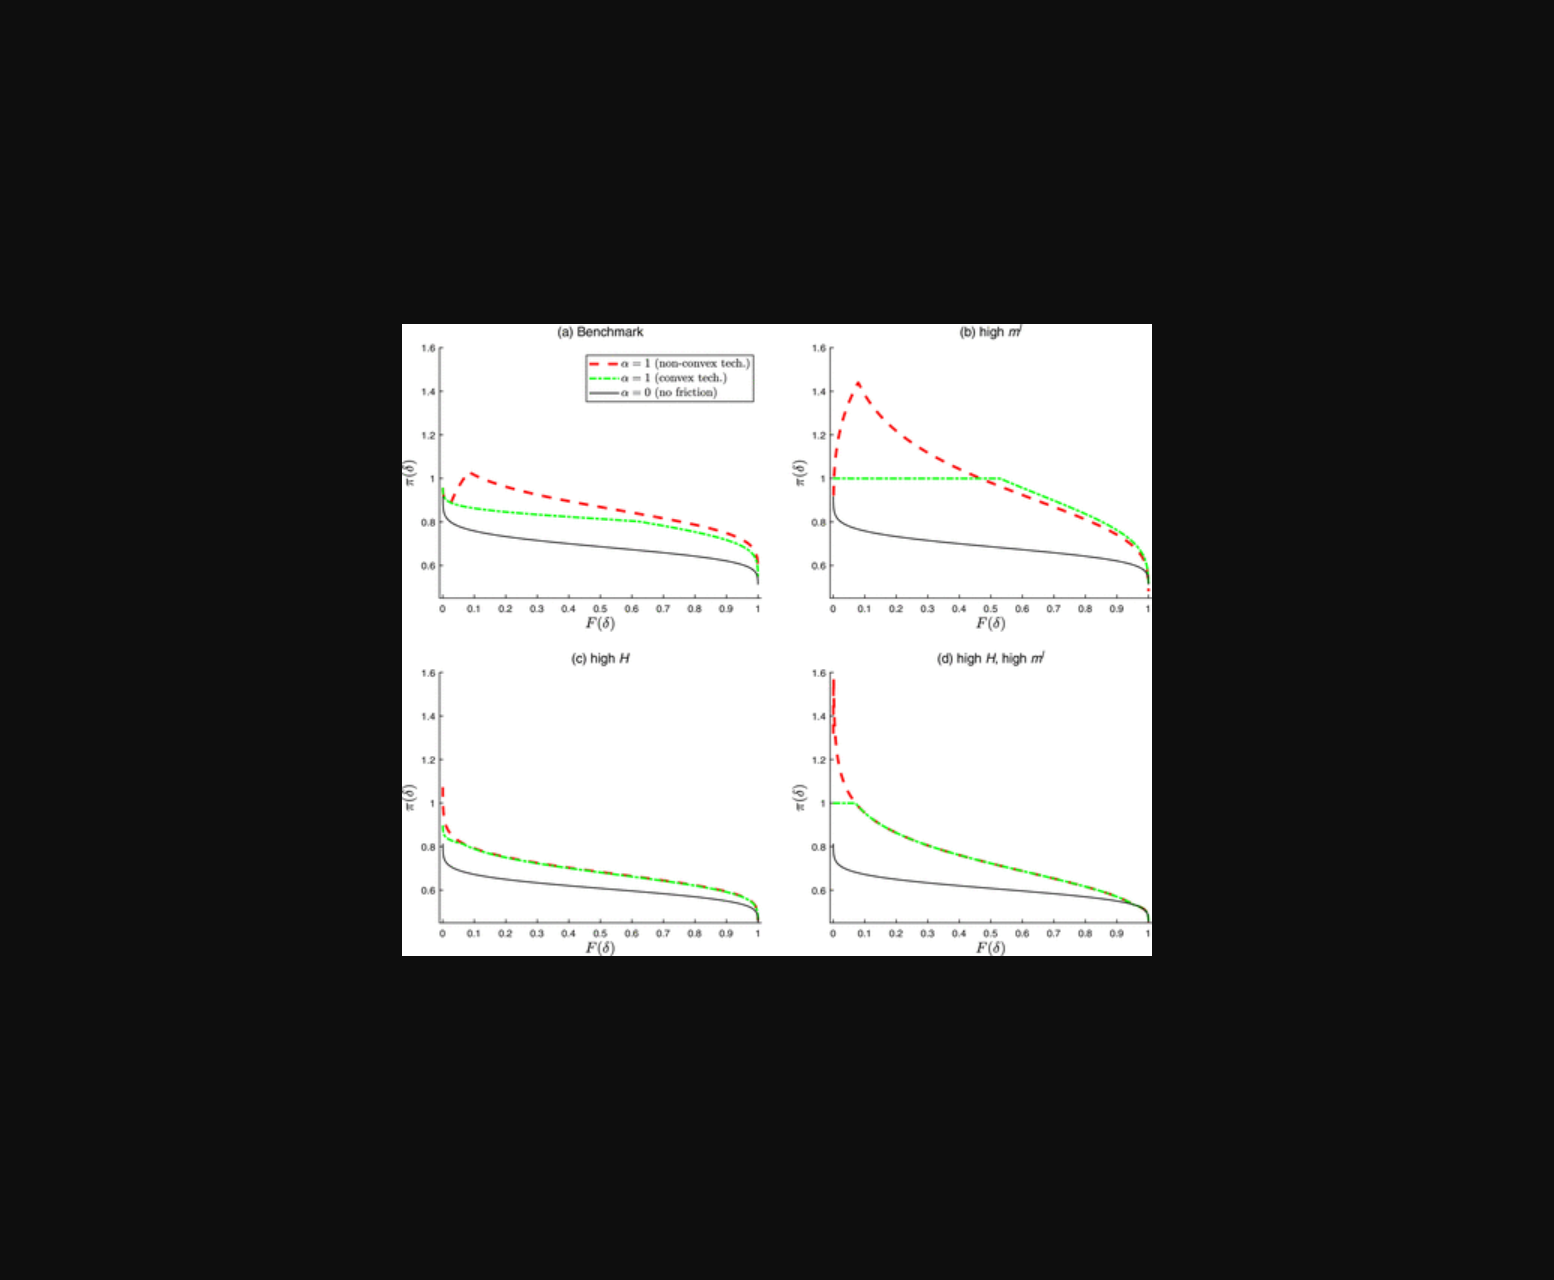 (a) Benchmark
1.6
1.4
1.2
1
0.8
0.6
π(δ)
α = 1 (non-convex tech.)
α = 1 (convex tech.)
α = 0 (no friction)
0 0.1 0.2 0.3 0.4 0.5 0.6 0.7 0.8 0.9 1
F(δ)
(b) high mˡ
1.6
1.4
1.2
1
0.8
0.6
π(δ)
0 0.1 0.2 0.3 0.4 0.5 0.6 0.7 0.8 0.9 1
F(δ)
(c) high H
1.6
1.4
1.2
1
0.8
0.6
π(δ)
0 0.1 0.2 0.3 0.4 0.5 0.6 0.7 0.8 0.9 1
F(δ)
(d) high H, high mˡ
1.6
1.4
1.2
1
0.8
0.6
π(δ)
0 0.1 0.2 0.3 0.4 0.5 0.6 0.7 0.8 0.9 1
F(δ)